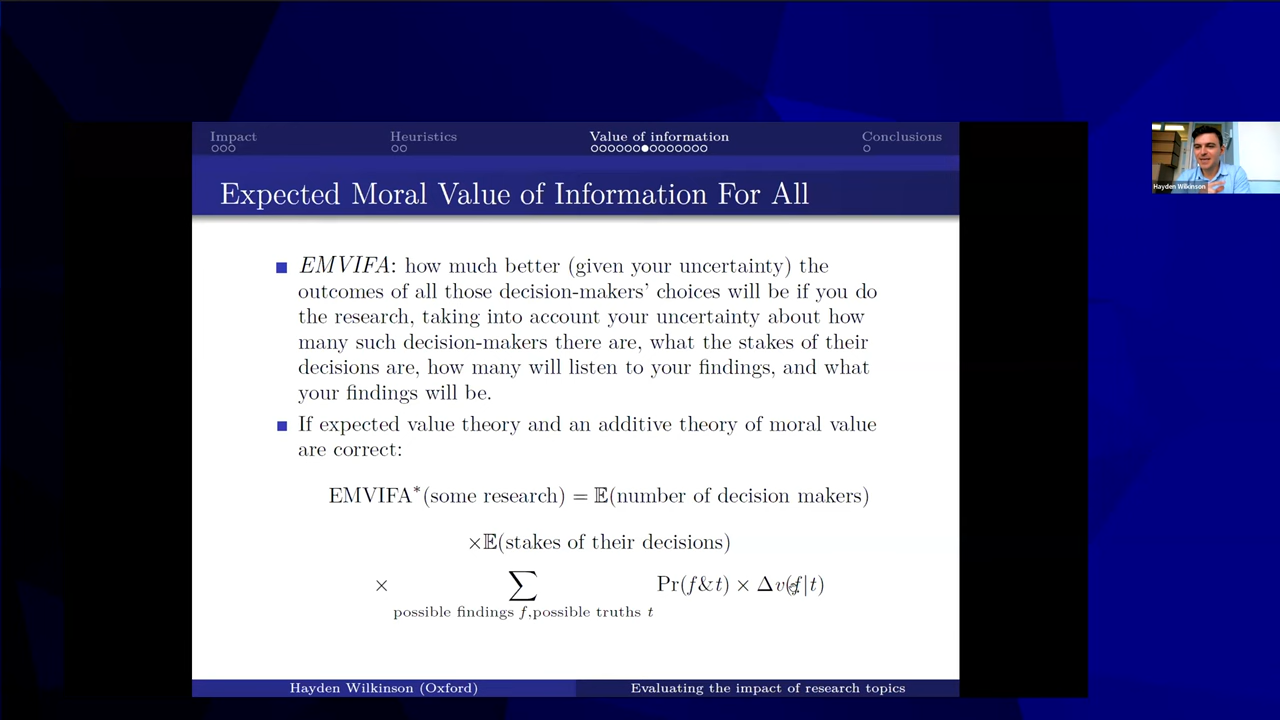 Impact Heuristics Value of information Conclusions
Expected Moral Value of Information For All
EMVIFA: how much better (given your uncertainty) the
outcomes of all those decision-makers' choices will be if you do
the research, taking into account your uncertainty about how
many such decision-makers there are, what the stakes of their
decisions are, how many will listen to your findings, and what
your findings will be.
If expected value theory and an additive theory of moral value
are correct:
EMVIFA*(some research) = 𝔼(number of decision makers)
×𝔼(stakes of their decisions)
× ∑ Pr(f&t) × Δv(f|t)
possible findings f,possible truths t
Hayden Wilkinson (Oxford) Evaluating the impact of research topics
Hayden Wilkinson